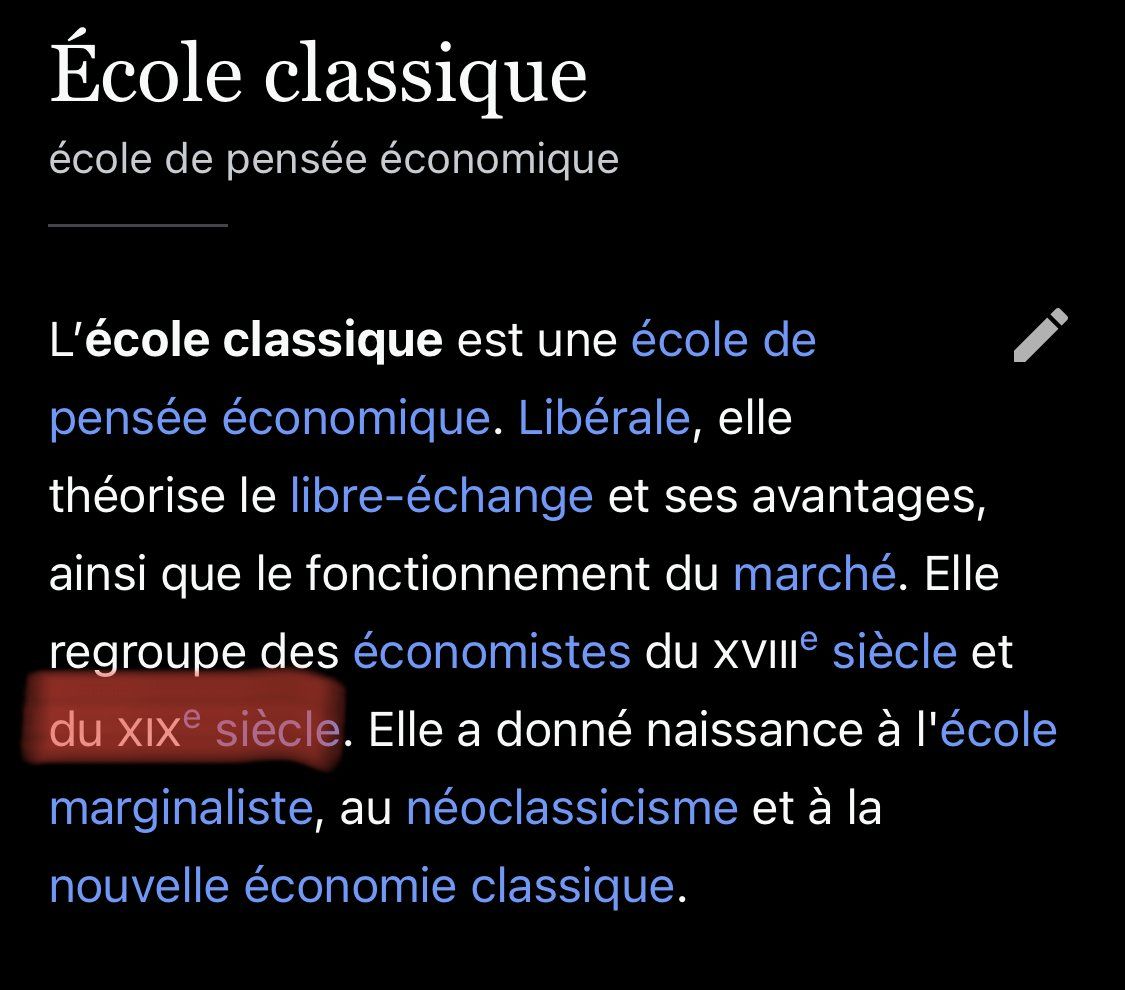 École classique
école de pensée économique
L’école classique est une école de
pensée économique. Libérale, elle
théorise le libre-échange et ses avantages,
ainsi que le fonctionnement du marché. Elle
regroupe des économistes du XVIIIe siècle et
du XIXe siècle. Elle a donné naissance à l'école
marginaliste, au néoclassicisme et à la
nouvelle économie classique.